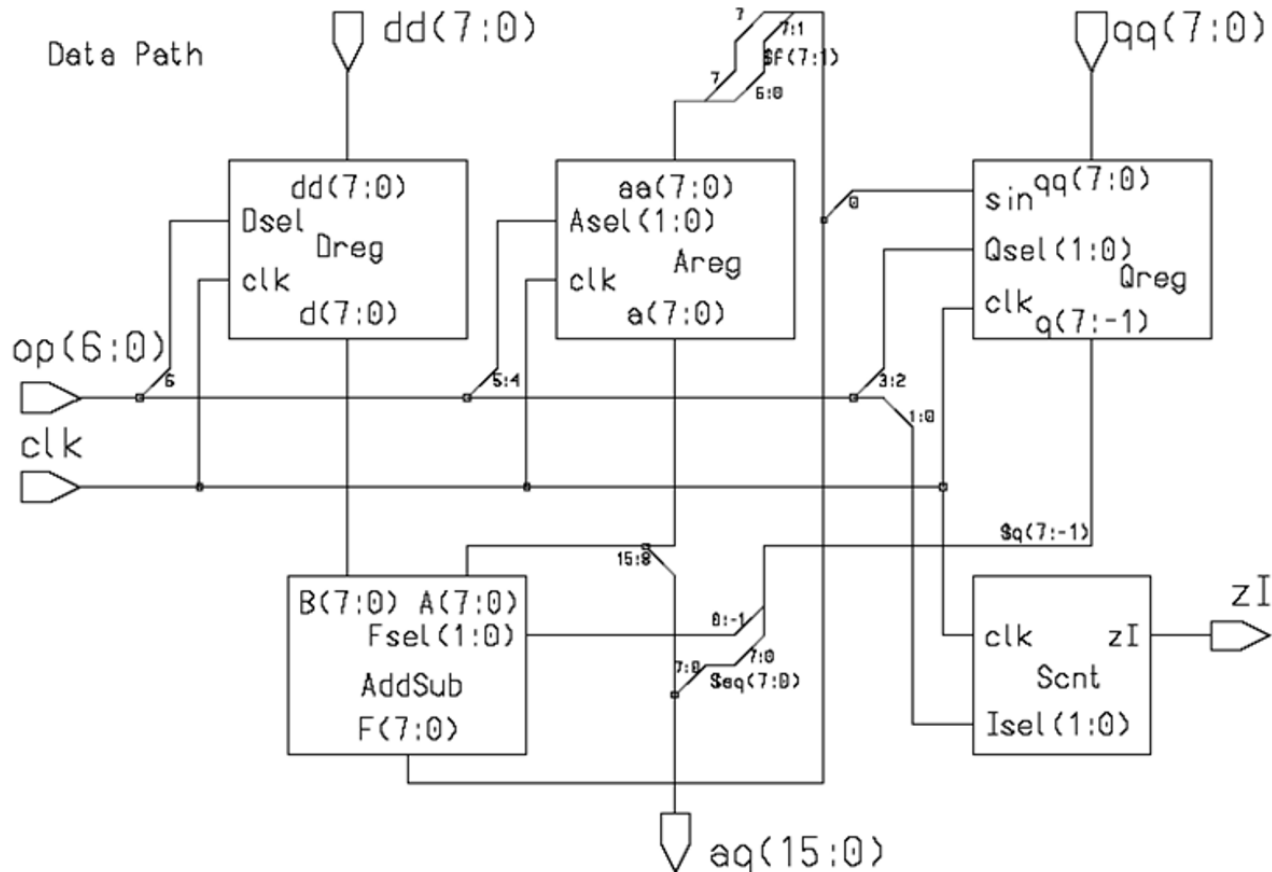 Data Path
dd(7:0)
qq(7:0)
7
7:1
$f(7:1)
7
6:0
dd(7:0)
Dsel
Dreg
clk
d(7:0)
aa(7:0)
Asel(1:0)
Areg
clk
a(7:0)
0
sin
qq(7:0)
Qsel(1:0)
Qreg
clk
q(7:-1)
op(6:0)
6
5:4
3:2
1:0
clk
$q(7:-1)
15:8
B(7:0) A(7:0)
Fsel(1:0)
AddSub
F(7:0)
0:-1
7:0
7:0
$aq(7:0)
clk
zI
Scnt
Isel(1:0)
zI
aq(15:0)